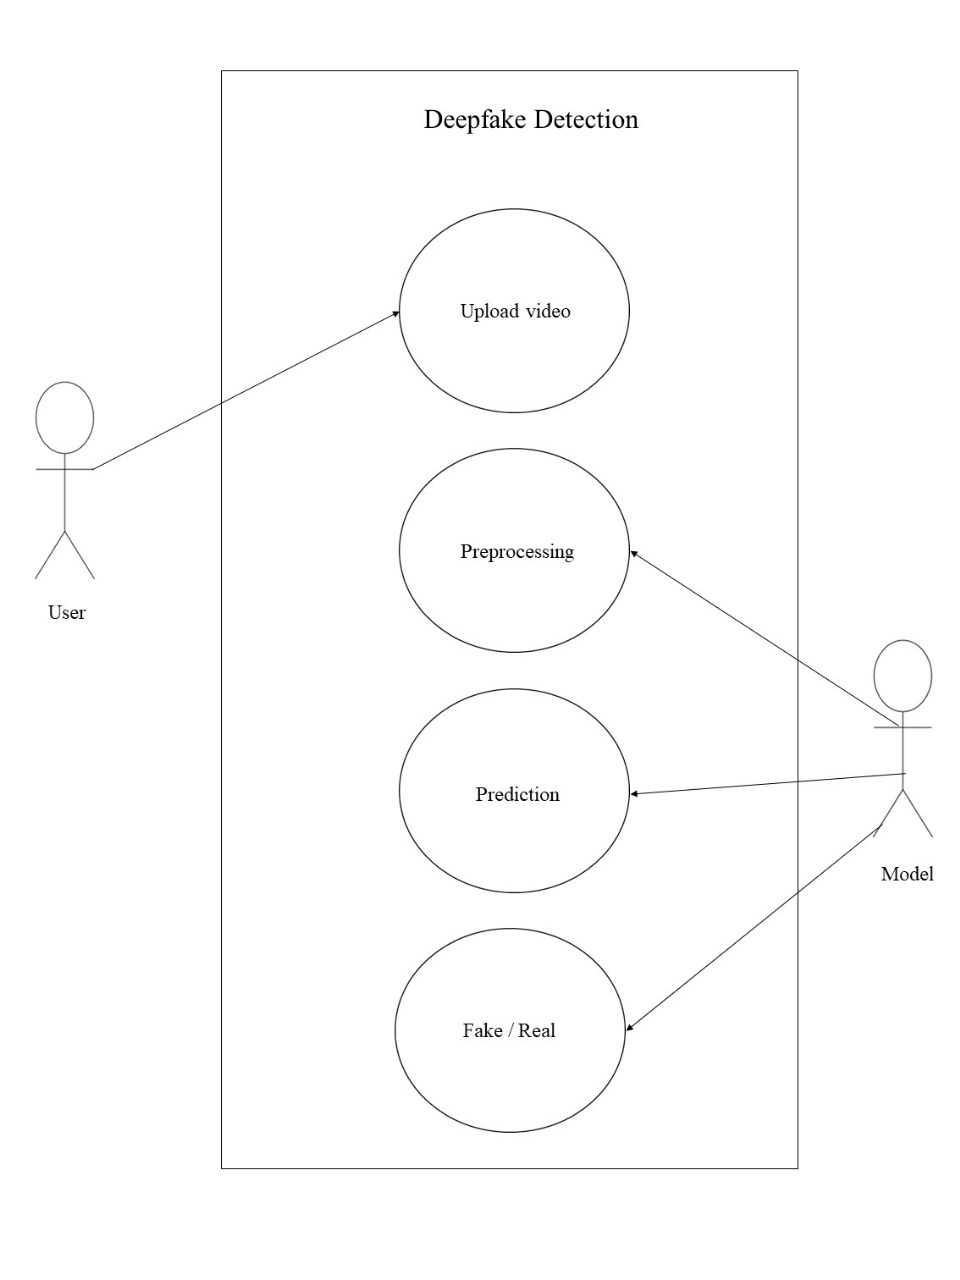 Deepfake Detection
Upload video
User
Preprocessing
Prediction
Model
Fake / Real